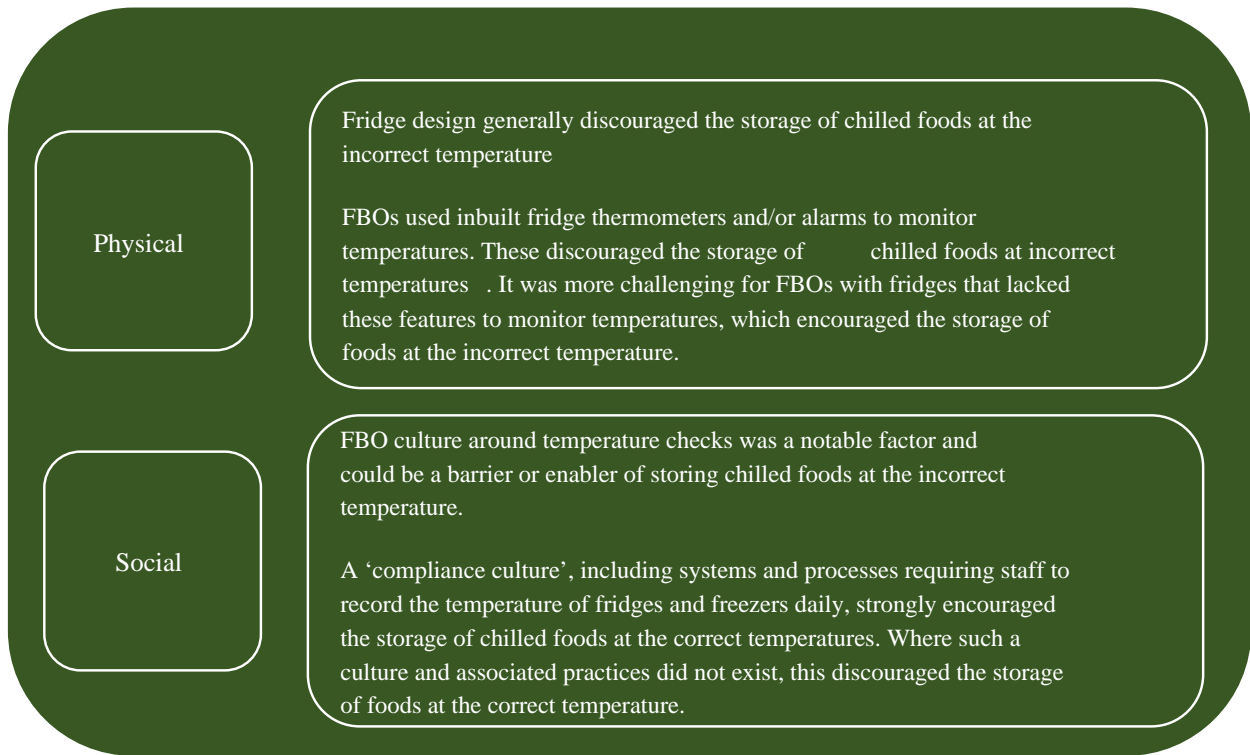 Physical
Fridge design generally discouraged the storage of chilled foods at the
incorrect temperature
FBOs used inbuilt fridge thermometers and/or alarms to monitor
temperatures. These discouraged the storage of chilled foods at incorrect
temperatures . It was more challenging for FBOs with fridges that lacked
these features to monitor temperatures, which encouraged the storage of
foods at the incorrect temperature.
Social
FBO culture around temperature checks was a notable factor and
could be a barrier or enabler of storing chilled foods at the incorrect
temperature.
A ‘compliance culture’, including systems and processes requiring staff to
record the temperature of fridges and freezers daily, strongly encouraged
the storage of chilled foods at the correct temperatures. Where such a
culture and associated practices did not exist, this discouraged the storage
of foods at the correct temperature.